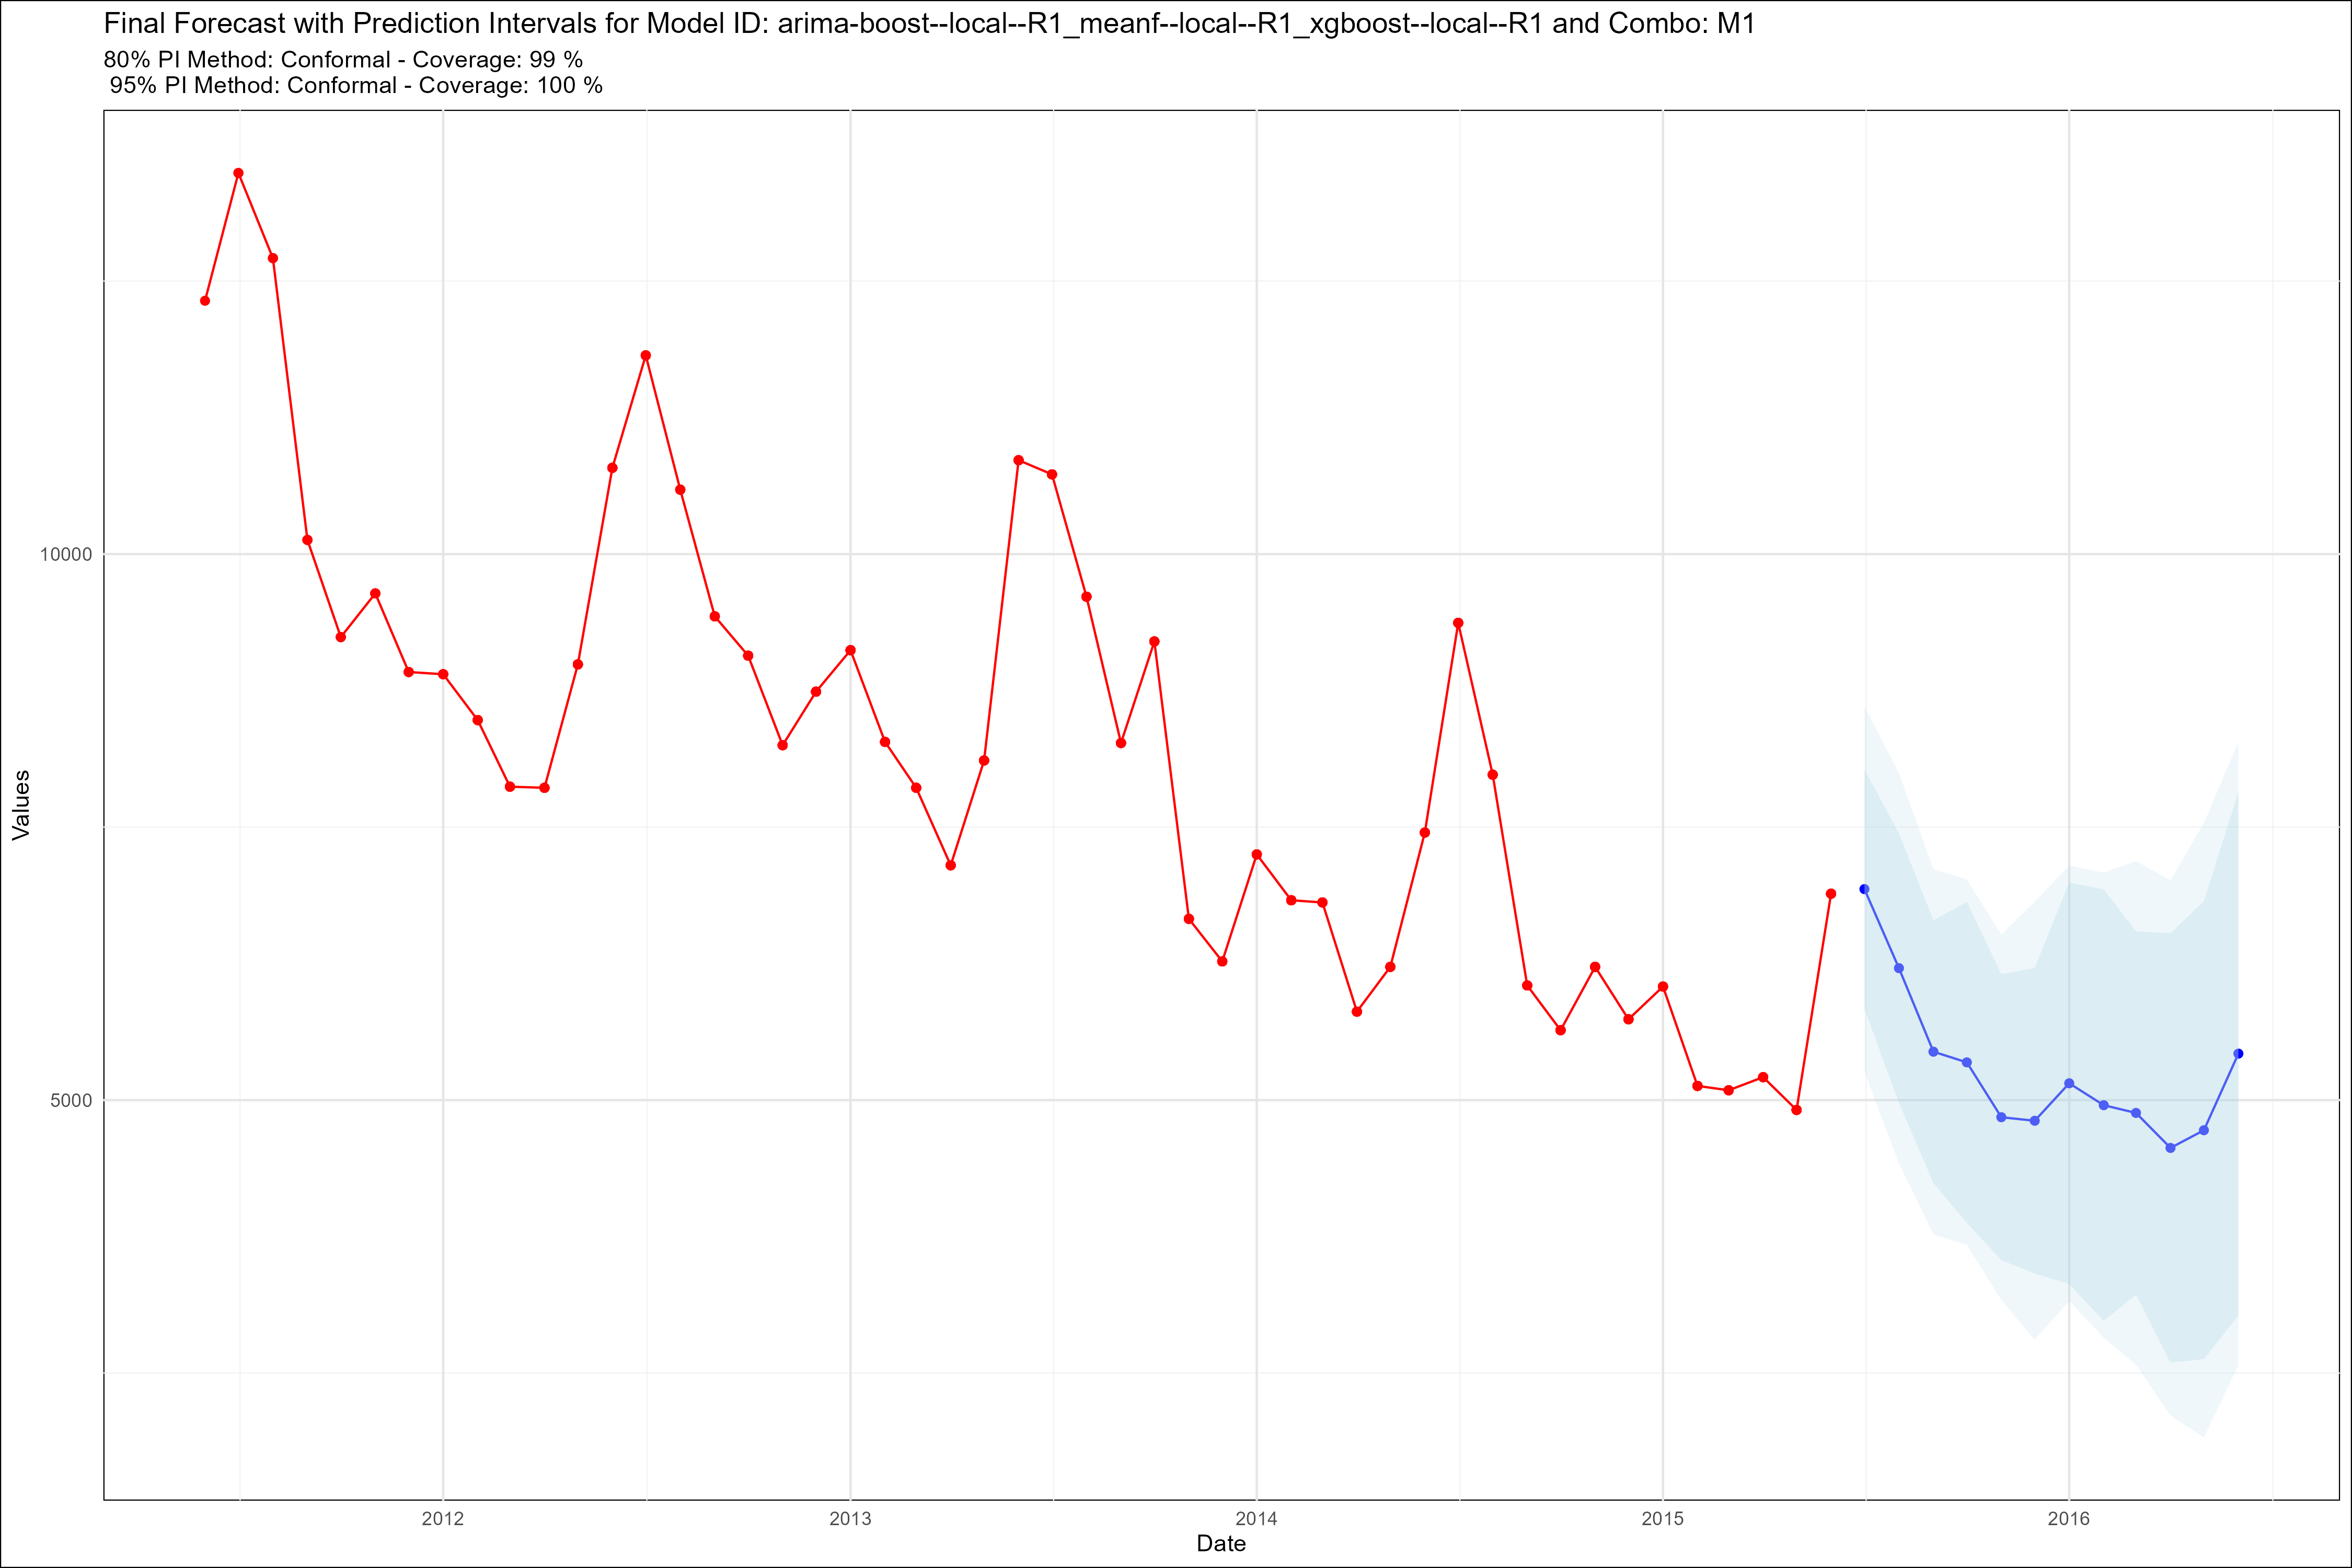 Final Forecast with Prediction Intervals for Model ID: arima-boost--local--R1_meanf--local--R1_xgboost--local--R1 and Combo: M1
80% PI Method: Conformal - Coverage: 99 %
95% PI Method: Conformal - Coverage: 100 %
10000
5000
Values
2012
2013
2014
2015
2016
Date